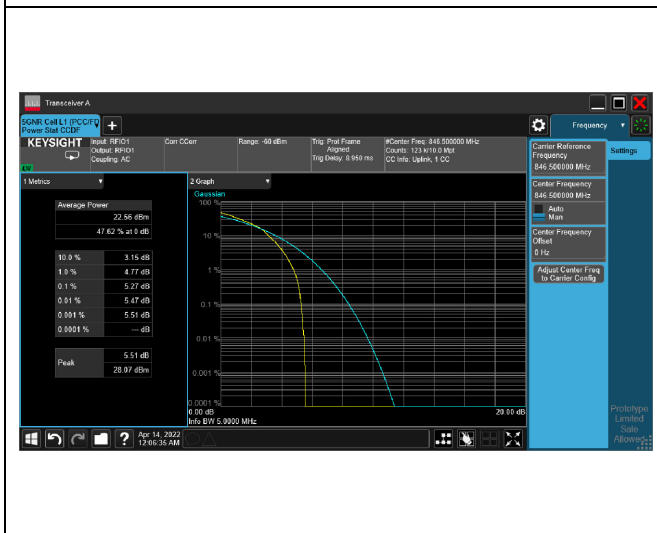 Transceiver A
5GNR Cell L1 (PCC/FD
Power Stat CCDF
Frequency
KEYSIGHT
Input: RFIO1
Output: RFIO1
Coupling: AC
Corr CCorr
Range: -60 dBm
Trig: Prot Frame
Aligned
Trig Delay: 8.950 ms
#Center Freq: 846.500000 MHz
Counts: 123 k/10.0 Mpt
CC Info: Uplink, 1 CC
Carrier Reference
Frequency
846.500000 MHz
Settings
Center Frequency
846.500000 MHz
Auto
Man
Center Frequency
Offset
0 Hz
Adjust Center Freq
to Carrier Config
1 Metrics
Average Power
22.56 dBm
47.62 % at 0 dB
10.0 % 3.15 dB
1.0 % 4.77 dB
0.1 % 5.27 dB
0.01 % 5.47 dB
0.001 % 5.51 dB
0.0001 % --- dB
Peak
5.51 dB
28.07 dBm
2 Graph
Gaussian
100 %
10 %
1 %
0.1 %
0.01 %
0.001 %
0.0001 %
0.00 dB 20.00 dB
Info BW 5.0000 MHz
Prototype
Limited
Sale
Allowed
Apr 14, 2022
12:06:35 AM